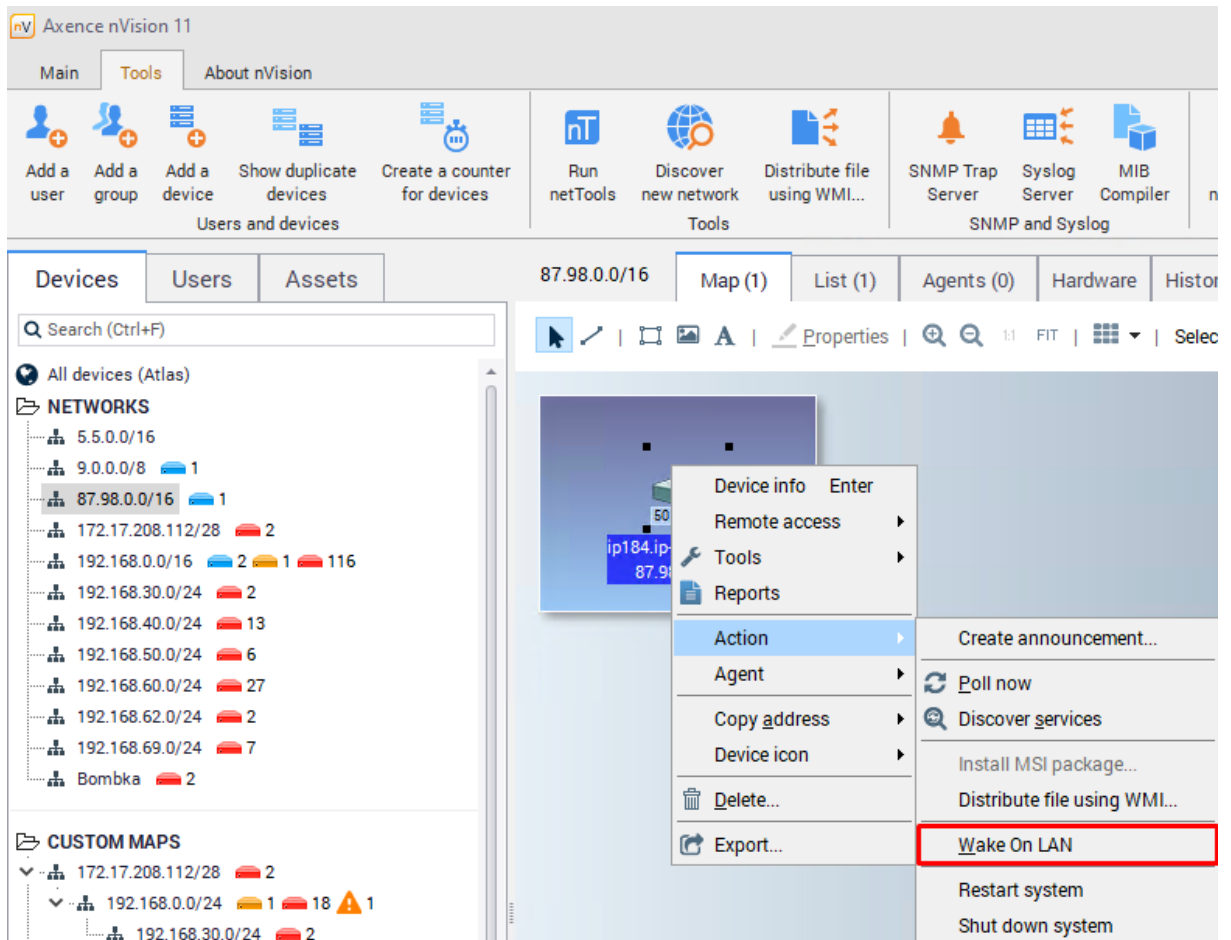 nV Axence nVision 11
Main Tools About nVision
Add a user
Add a group
Add a device
Show duplicate devices
Create a counter for devices
Users and devices
nT
Run netTools
Discover new network
Distribute file using WMI...
Tools
SNMP Trap Server
Syslog Server
MIB Compiler
SNMP and Syslog
n
Devices Users Assets
Search (Ctrl+F)
All devices (Atlas)
NETWORKS
5.5.0.0/16
9.0.0.0/8 1
87.98.0.0/16 1
172.17.208.112/28 2
192.168.0.0/16 2 1 116
192.168.30.0/24 2
192.168.40.0/24 13
192.168.50.0/24 6
192.168.60.0/24 27
192.168.62.0/24 2
192.168.69.0/24 7
Bombka 2
CUSTOM MAPS
172.17.208.112/28 2
192.168.0.0/24 1 18 1
192.168.30.0/24 2
87.98.0.0/16 Map (1) List (1) Agents (0) Hardware Histor
A Properties 1:1 FIT Selec
50
ip184.ip-
87.98
Device info Enter
Remote access
Tools
Reports
Action
Agent
Copy address
Device icon
Delete...
Export...
Create announcement...
Poll now
Discover services
Install MSI package...
Distribute file using WMI...
Wake On LAN
Restart system
Shut down system